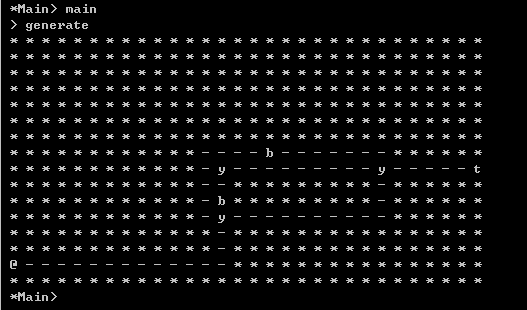 *Main> main
> generate
* * * * * * * * * * * * * * * * * * * * * * * * * * * * * *
* * * * * * * * * * * * * * * * * * * * * * * * * * * * * *
* * * * * * * * * * * * * * * * * * * * * * * * * * * * * *
* * * * * * * * * * * * * * * * * * * * * * * * * * * * * *
* * * * * * * * * * * * * * * * * * * * * * * * * * * * * *
* * * * * * * * * * * * * * * * * * * * * * * * * * * * * *
* * * * * * * * * * * * * * * * * * * * * * * * * * * * * *
* * * * * * * * * * * * - - - - b - - - - - - - * * * * * *
* * * * * * * * * * * * - y - - - - - - - - - y - - - - - t
* * * * * * * * * * * * - - * * * * * * * * * - * * * * * *
* * * * * * * * * * * * - b * * * * * * * * * - * * * * * *
* * * * * * * * * * * * - y - - - - - - - - - - * * * * * *
* * * * * * * * * * * * * - * * * * * * * * * * * * * * * *
* * * * * * * * * * * * * - * * * * * * * * * * * * * * * *
@ - - - - - - - - - - - - - * * * * * * * * * * * * * * * *
* * * * * * * * * * * * * * * * * * * * * * * * * * * * * *
*Main>